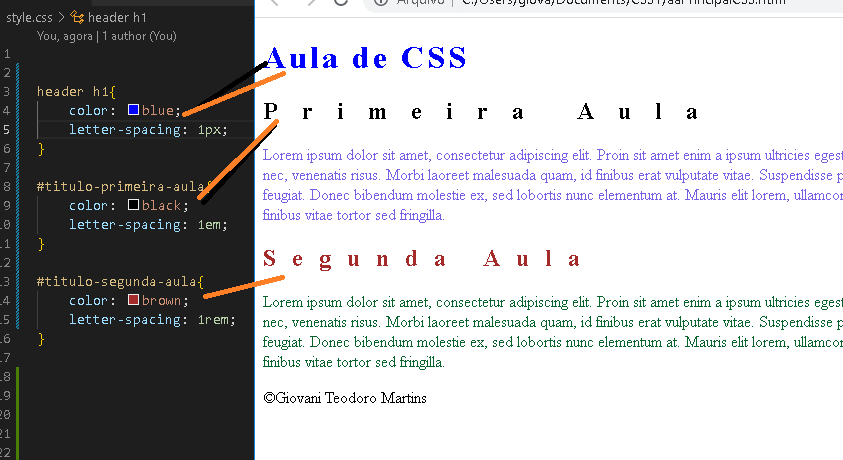 Arquivo
C:/Users/giova/Documents/CSS1/aaPrincipalCSS.html
style.css > header h1
You, agora | 1 author (You)
1
2
3 header h1{
4 color: blue;
5 letter-spacing: 1px;
6 }
7
8 #titulo-primeira-aula{
9 color: black;
10 letter-spacing: 1em;
11 }
12
13 #titulo-segunda-aula{
14 color: brown;
15 letter-spacing: 1rem;
16 }
17
18
19
20
21
22
Aula de CSS
Primeira Aula
Lorem ipsum dolor sit amet, consectetur adipiscing elit. Proin sit amet enim a ipsum ultricies egest
nec, venenatis risus. Morbi laoreet malesuada quam, id finibus erat vulputate vitae. Suspendisse p
feugiat. Donec bibendum molestie ex, sed lobortis nunc elementum at. Mauris elit lorem, ullamcor
finibus vitae tortor sed fringilla.
Segunda Aula
Lorem ipsum dolor sit amet, consectetur adipiscing elit. Proin sit amet enim a ipsum ultricies egest
nec, venenatis risus. Morbi laoreet malesuada quam, id finibus erat vulputate vitae. Suspendisse p
feugiat. Donec bibendum molestie ex, sed lobortis nunc elementum at. Mauris elit lorem, ullamcor
finibus vitae tortor sed fringilla.
©Giovani Teodoro Martins